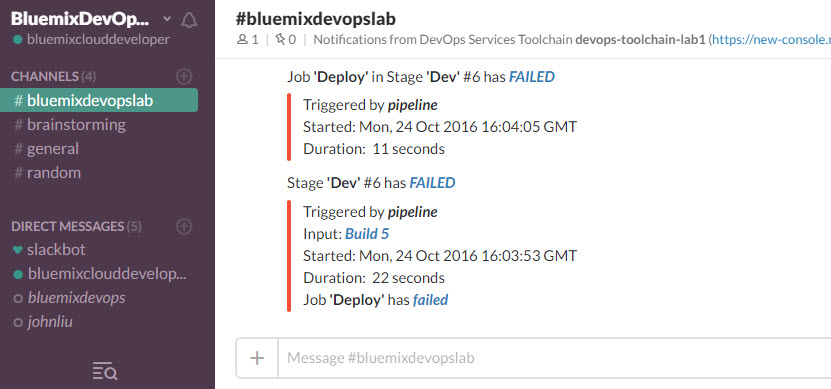 BluemixDevOp...
bluemixclouddeveloper
CHANNELS (4)
# bluemixdevopslab
# brainstorming
# general
# random
DIRECT MESSAGES (5)
slackbot
bluemixclouddevelop...
bluemixdevops
johnliu
#bluemixdevopslab
1 | 0 | Notifications from DevOps Services Toolchain devops-toolchain-lab1 (https://new-console.
Job 'Deploy' in Stage 'Dev' #6 has FAILED
Triggered by pipeline
Started: Mon, 24 Oct 2016 16:04:05 GMT
Duration: 11 seconds
Stage 'Dev' #6 has FAILED
Triggered by pipeline
Input: Build 5
Started: Mon, 24 Oct 2016 16:03:53 GMT
Duration: 22 seconds
Job 'Deploy' has failed
+ Message #bluemixdevopslab